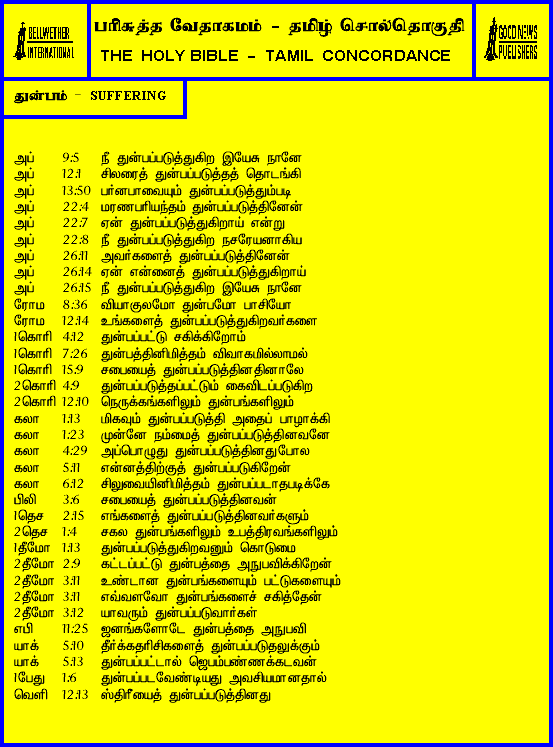 BELLWETHER
INTERNATIONAL
பரிசுத்த வேதாகமம் - தமிழ் சொல்தொகுதி
THE HOLY BIBLE - TAMIL CONCORDANCE
GOOD NEWS
PUBLISHERS
துன்பம் - SUFFERING
அப் 9:5 நீ துன்பப்படுத்துகிற இயேசு நானே
அப் 12:1 சிலரைத் துன்பப்படுத்தத் தொடங்கி
அப் 13:50 பர்னபாவையும் துன்பப்படுத்தும்படி
அப் 22:4 மரணபரியந்தம் துன்பப்படுத்தினேன்
அப் 22:7 ஏன் துன்பப்படுத்துகிறாய் என்று
அப் 22:8 நீ துன்பப்படுத்துகிற நசரேயனாகிய
அப் 26:11 அவர்களைத் துன்பப்படுத்தினேன்
அப் 26:14 ஏன் என்னைத் துன்பப்படுத்துகிறாய்
அப் 26:15 நீ துன்பப்படுத்துகிற இயேசு நானே
ரோம 8:36 வியாகுலமோ துன்பமோ பாசியோ
ரோம 12:14 உங்களைத் துன்பப்படுத்துகிறவர்களை
1கொரி 4:12 துன்பப்பட்டு சகிக்கிறோம்
1கொரி 7:26 துன்பத்தினிமித்தம் விவாகமில்லாமல்
1கொரி 15:9 சபையைத் துன்பப்படுத்தினதினாலே
2கொரி 4:9 துன்பப்படுத்தப்பட்டும் கைவிடப்படுகிற
2கொரி 12:10 நெருக்கங்களிலும் துன்பங்களிலும்
கலா 1:13 மிகவும் துன்பப்படுத்தி அதைப் பாழாக்கி
கலா 1:23 முன்னே நம்மைத் துன்பப்படுத்தினவனே
கலா 4:29 அப்பொழுது துன்பப்படுத்தினதுபோல
கலா 5:11 என்னத்திற்குத் துன்பப்படுகிறேன்
கலா 6:12 சிலுவையினிமித்தம் துன்பப்படாதபடிக்கே
பிலி 3:6 சபையைத் துன்பப்படுத்தினவன்
1தெச 2:15 எங்களைத் துன்பப்படுத்தினவர்களும்
2தெச 1:4 சகல துன்பங்களிலும் உபத்திரவங்களிலும்
1தீமோ 1:13 துன்பப்படுத்துகிறவனும் கொடுமை
2தீமோ 2:9 கட்டப்பட்டு துன்பத்தை அநுபவிக்கிறேன்
2தீமோ 3:11 உண்டான துன்பங்களையும் பட்டுகளையும்
2தீமோ 3:11 எவ்வளவோ துன்பங்களைச் சகித்தேன்
2தீமோ 3:12 யாவரும் துன்பப்படுவார்கள்
எபி 11:25 ஜனங்களோடே துன்பத்தை அநுபவி
யாக் 5:10 தீர்க்கதரிசிகளைத் துன்பப்படுதலுக்கும்
யாக் 5:13 துன்பப்பட்டால் ஜெபம்பண்ணக்கடவன்
1பேது 1:6 துன்பப்படவேண்டியது அவசியமானதால்
வெளி 12:13 ஸ்திரீயைத் துன்பப்படுத்தினது